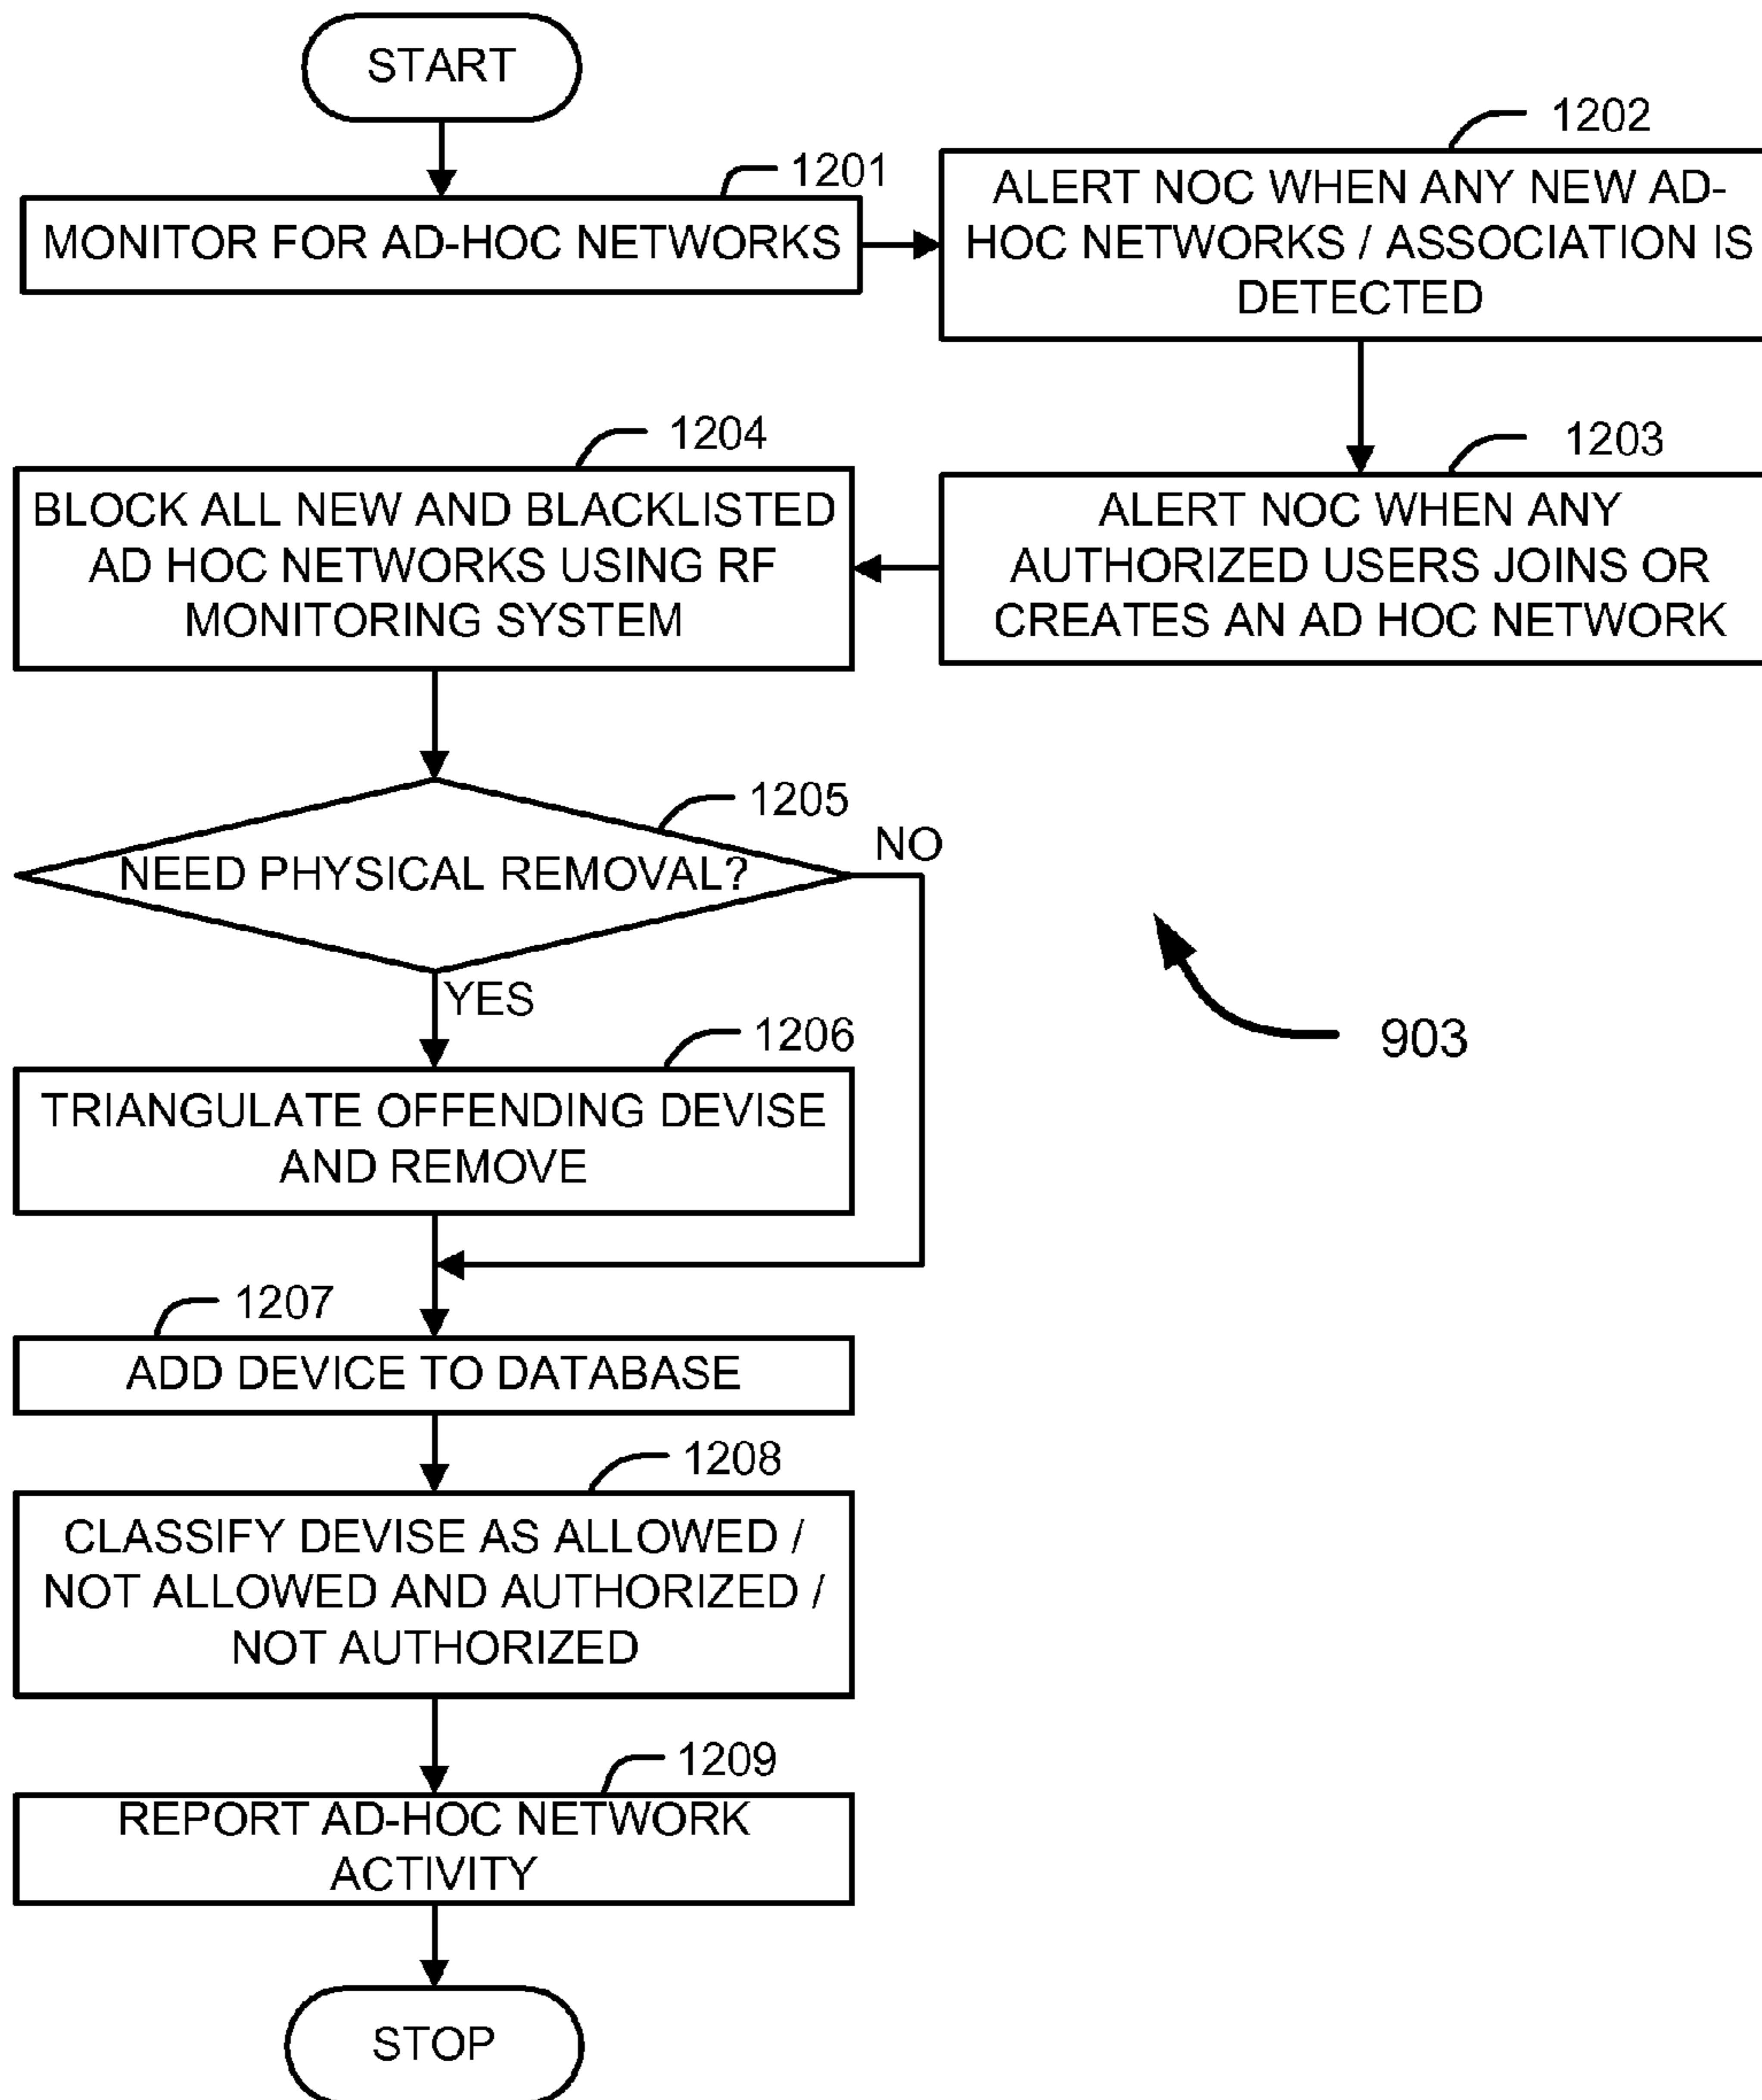 START
1201
MONITOR FOR AD-HOC NETWORKS
1202
ALERT NOC WHEN ANY NEW AD-
HOC NETWORKS / ASSOCIATION IS
DETECTED
1203
ALERT NOC WHEN ANY
AUTHORIZED USERS JOINS OR
CREATES AN AD HOC NETWORK
1204
BLOCK ALL NEW AND BLACKLISTED
AD HOC NETWORKS USING RF
MONITORING SYSTEM
1205
NEED PHYSICAL REMOVAL?
NO
YES
903
1206
TRIANGULATE OFFENDING DEVISE
AND REMOVE
1207
ADD DEVICE TO DATABASE
1208
CLASSIFY DEVISE AS ALLOWED /
NOT ALLOWED AND AUTHORIZED /
NOT AUTHORIZED
1209
REPORT AD-HOC NETWORK
ACTIVITY
STOP